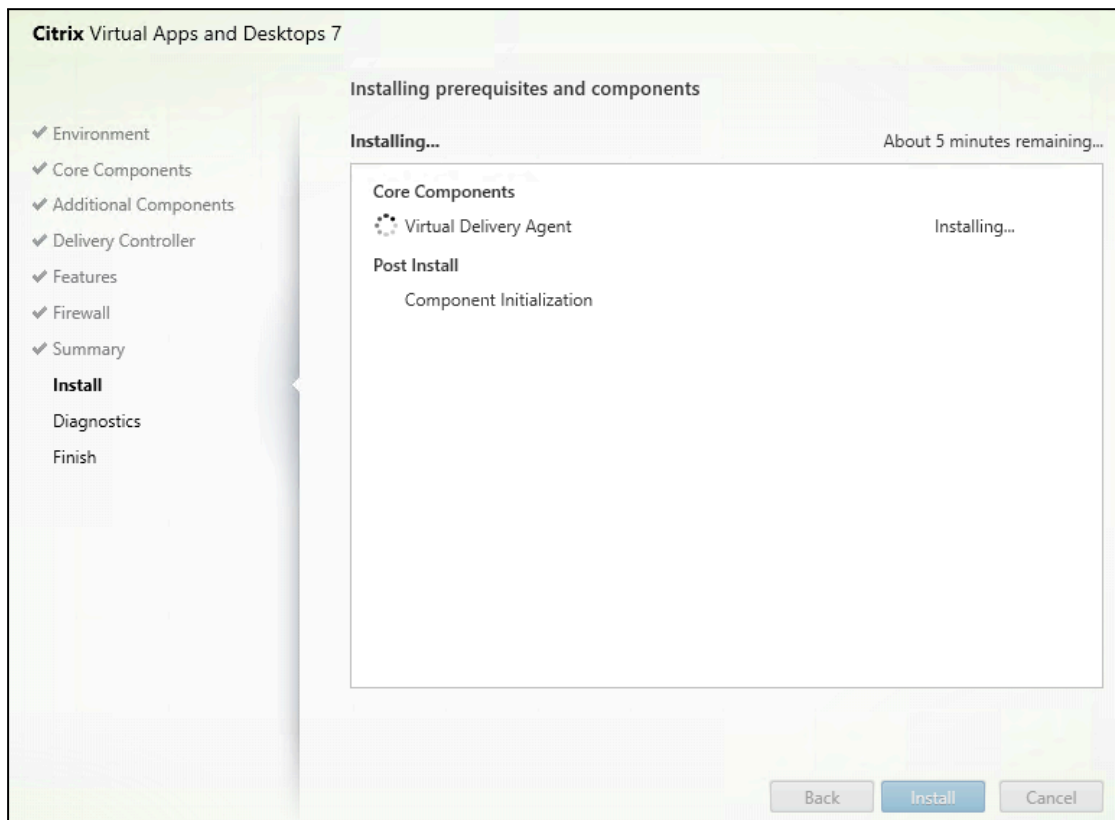 Citrix Virtual Apps and Desktops 7
Installing prerequisites and components
Environment
Core Components
Additional Components
Delivery Controller
Features
Firewall
Summary
Install
Diagnostics
Finish
Installing... About 5 minutes remaining...
Core Components
Virtual Delivery Agent Installing...
Post Install
Component Initialization
Back Install Cancel